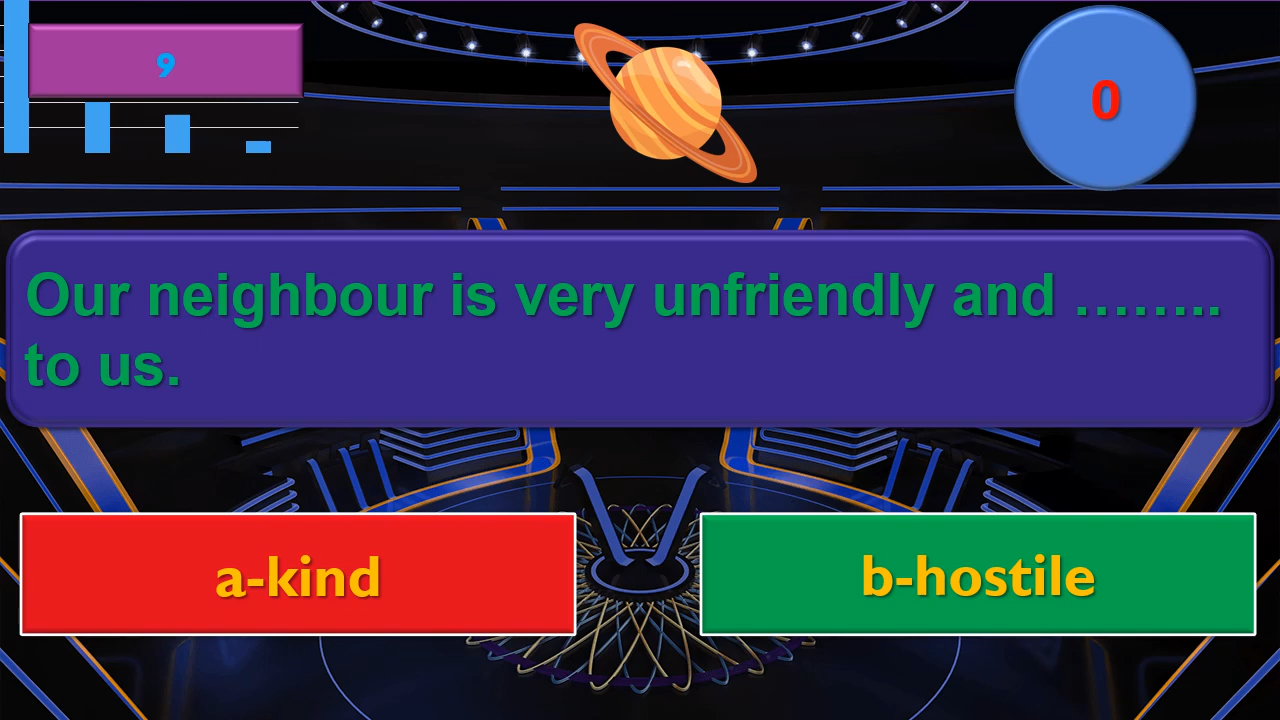 9
0
Our neighbour is very unfriendly and ……..
to us.
a-kind
b-hostile